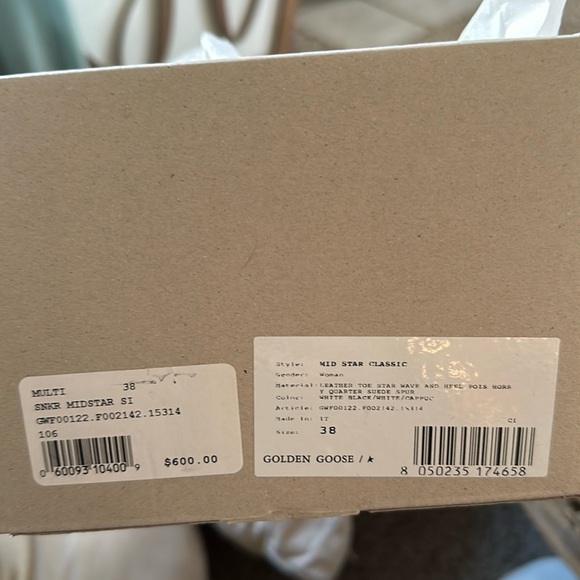 MULTI 38
SNKR MIDSTAR SI
GWF00122.F002142.15314
106
0 60093 10400 9
$600.00
Style: MID STAR CLASSIC
Gender: Woman
Material: LEATHER TOE STAR WAVE AND HEEL POIS HORS
Y QUARTER SUEDE SPUR
Color: WHITE BLACK/WHITE/CAPPUC
Article: GWF00122.F002142.15314
Made in: IT
CI
Size: 38
GOLDEN GOOSE / ★
8 050235 174658